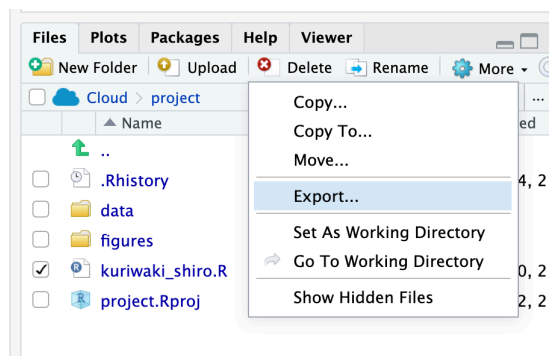 Files Plots Packages Help Viewer
New Folder Upload Delete Rename More
Cloud project ...
Name ed
..
.Rhistory 4, 2
data
figures
kuriwaki_shiro.R 0, 2
project.Rproj 2, 2
Copy...
Copy To...
Move...
Export...
Set As Working Directory
Go To Working Directory
Show Hidden Files